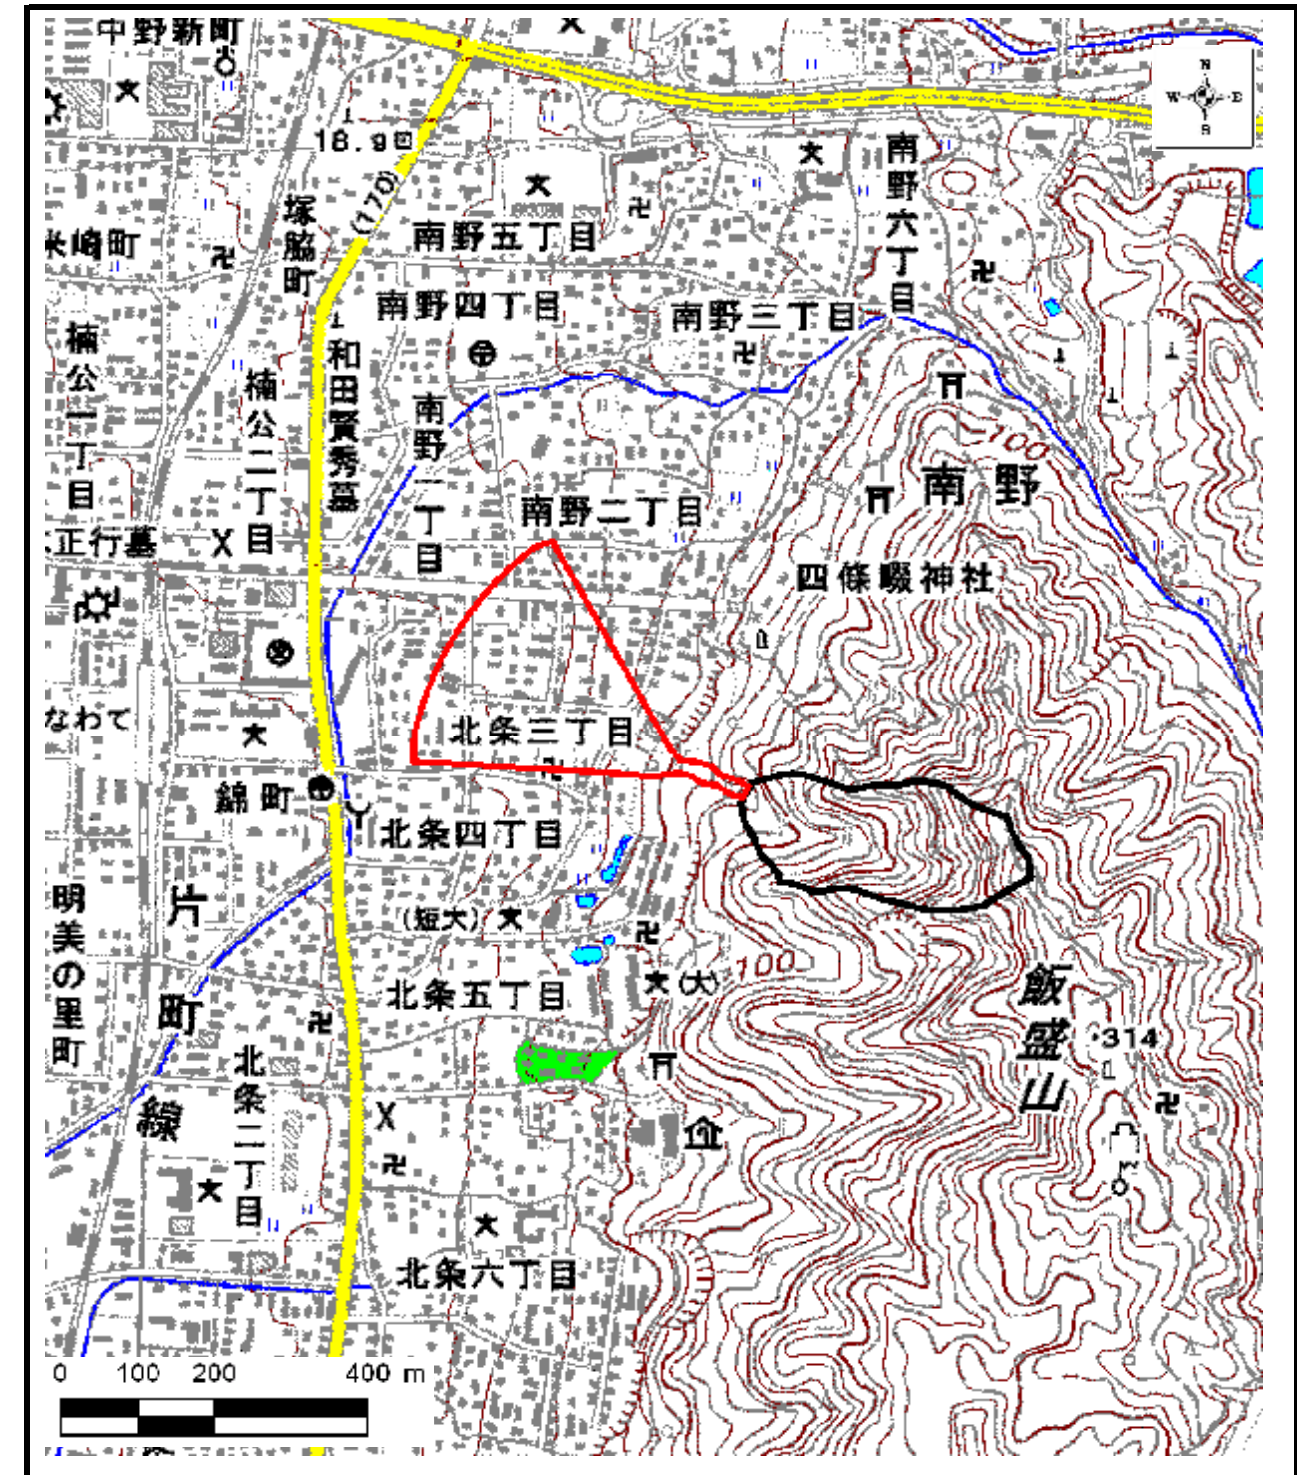 中野新町
N
W
E
S
18.9
(170)
南野六丁目
塚脇町
米崎町
南野五丁目
南野四丁目
南野三丁目
楠公一丁目
楠公二丁目
和田賢秀墓
南野一丁目
100
南野
南野二丁目
正行墓
四條畷神社
なわて
北条三丁目
錦町
北条四丁目
明美の里町
片
(短大)
100
(大)
飯盛山
北条五丁目
町
314
北条二丁目
線
北条六丁目
0 100 200 400 m